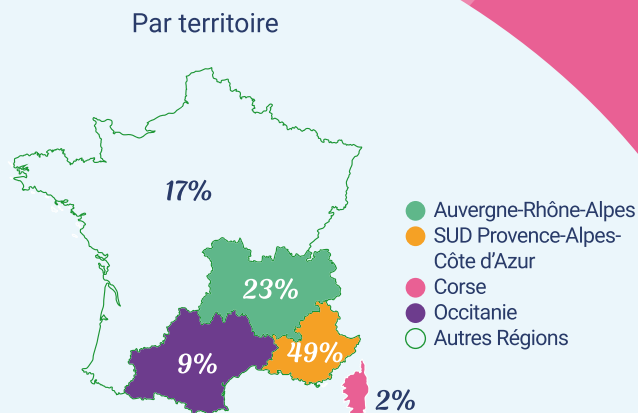 Par territoire
17%
Auvergne-Rhône-Alpes
SUD Provence-Alpes-
Côte d'Azur
Corse
Occitanie
Autres Régions
23%
49%
9%
2%